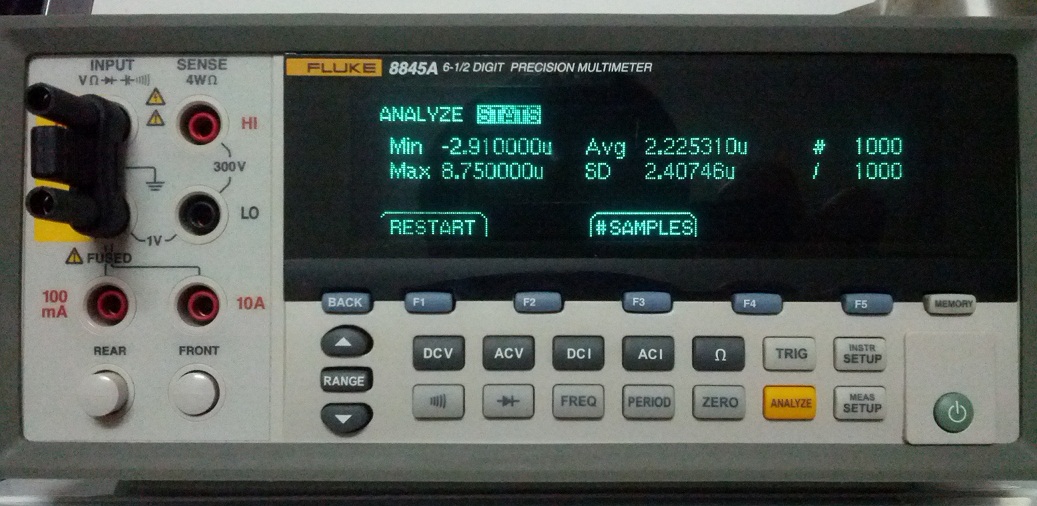 INPUT
VΩ
SENSE
4WΩ
HI
300V
LO
1V
FUSED
100
mA
10A
REAR
FRONT
FLUKE 8845A 6-1/2 DIGIT PRECISION MULTIMETER
ANALYZE STATS
Min -2.910000u Avg 2.225310u # 1000
Max 8.750000u SD 2.40746u / 1000
RESTART #SAMPLES
BACK F1 F2 F3 F4 F5 MEMORY
RANGE
DCV ACV DCI ACI Ω TRIG INSTR SETUP
FREQ PERIOD ZERO ANALYZE MEAS SETUP